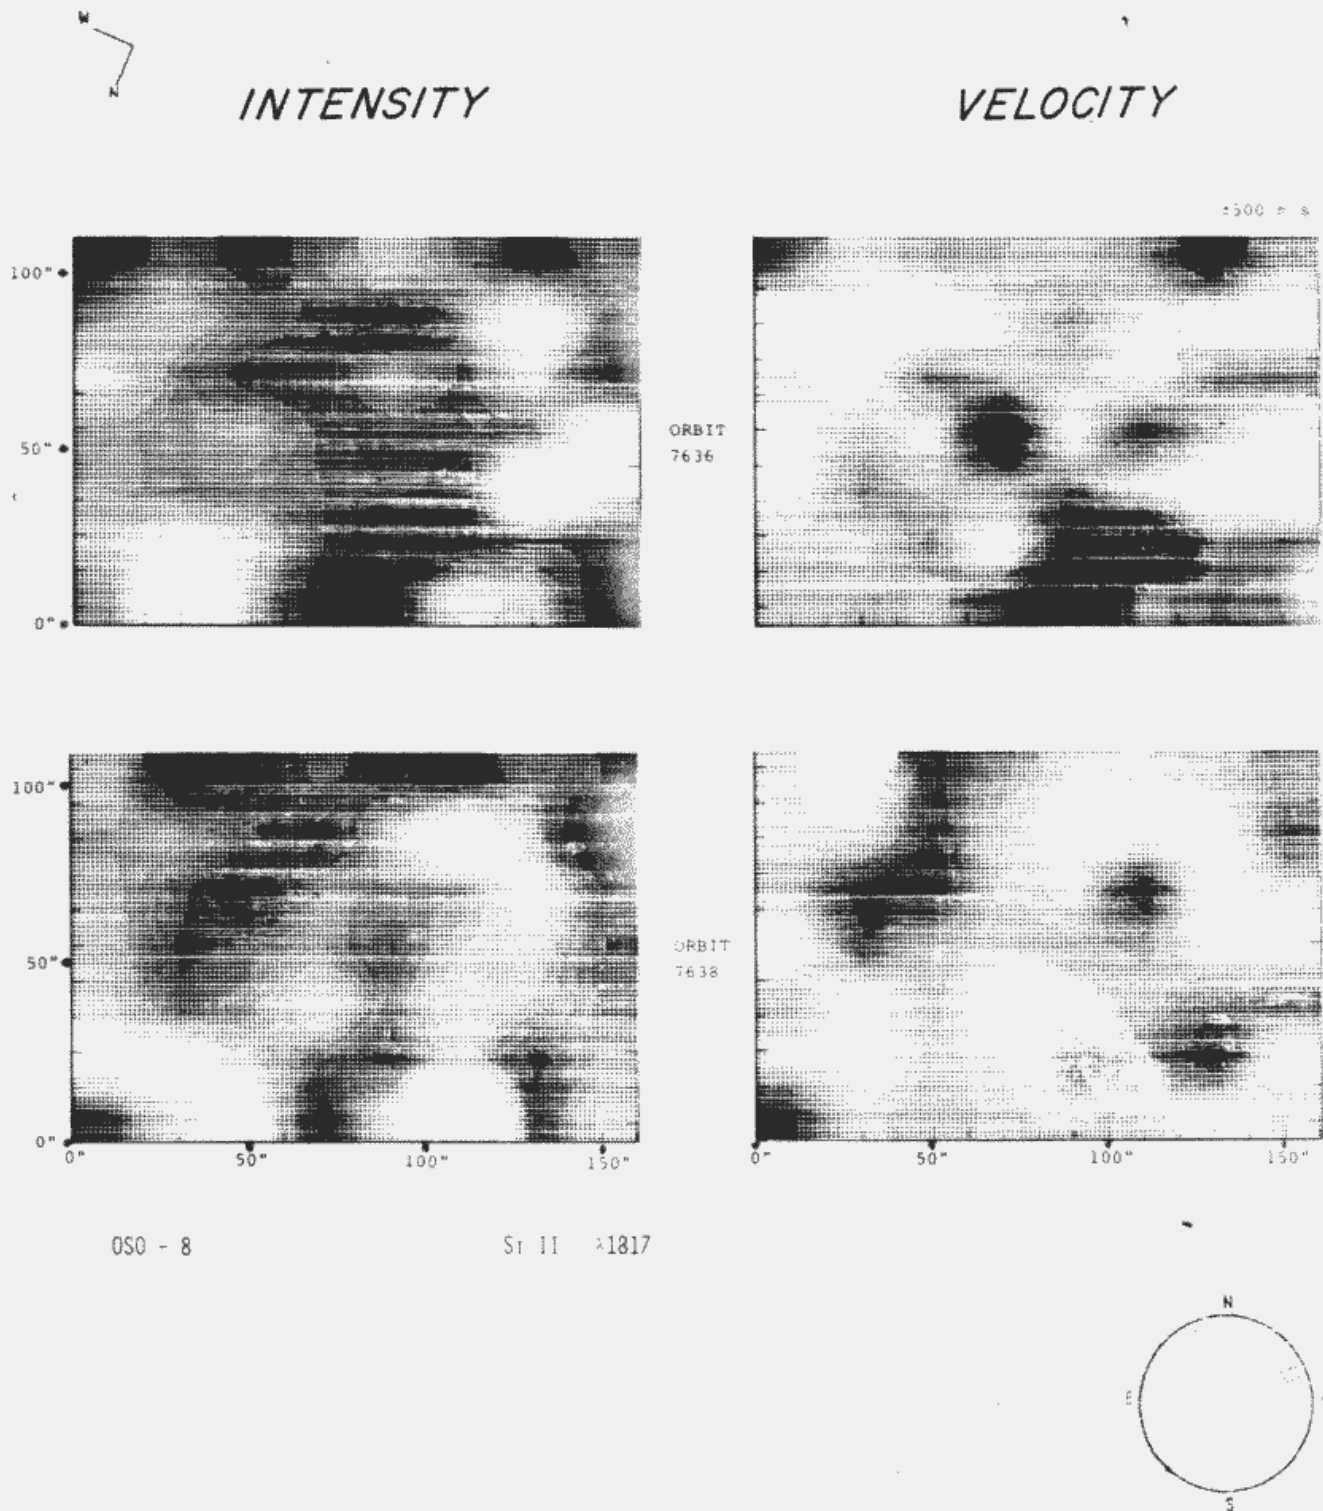 W
N
INTENSITY
VELOCITY
100"
50"
0"
ORBIT
7636
100"
50"
0"
ORBIT
7638
0" 50" 100" 150"
0" 50" 100" 150"
OSO - 8
Si II λ1817
N
E
S